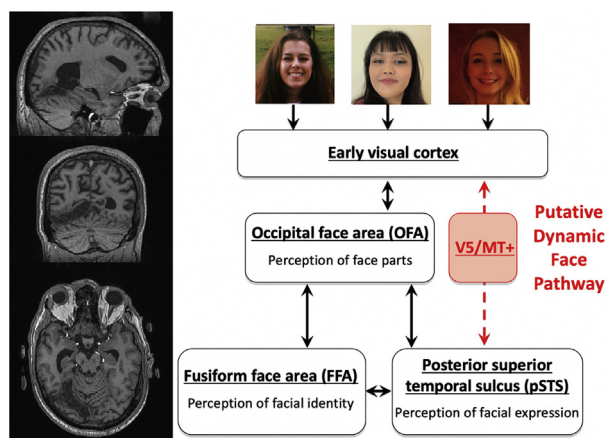 Early visual cortex
Occipital face area (OFA)
Perception of face parts
V5/MT+
Putative
Dynamic
Face
Pathway
Fusiform face area (FFA)
Perception of facial identity
Posterior superior
temporal sulcus (pSTS)
Perception of facial expression